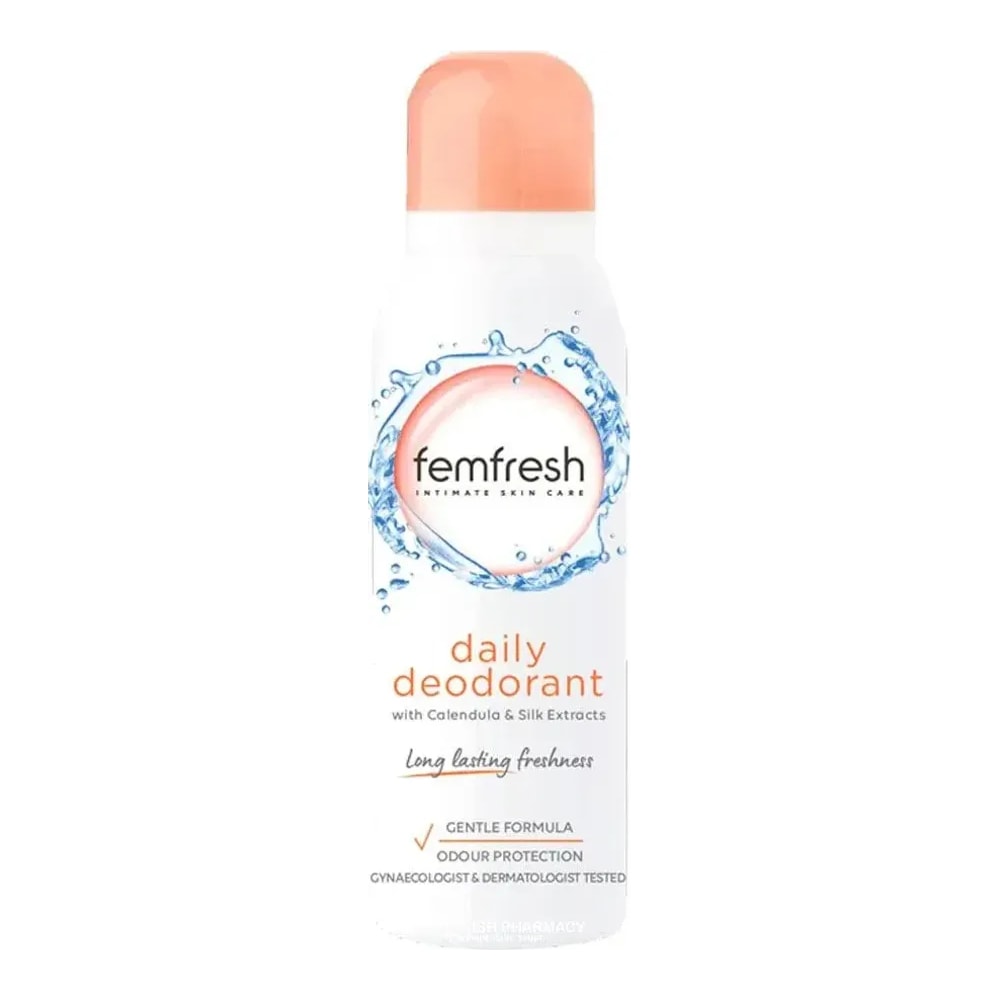 femfresh
INTIMATE SKIN CARE
daily
deodorant
with Calendula & Silk Extracts
Long lasting freshness
GENTLE FORMULA
ODOUR PROTECTION
GYNAECOLOGIST & DERMATOLOGIST TESTED
PHARMACY